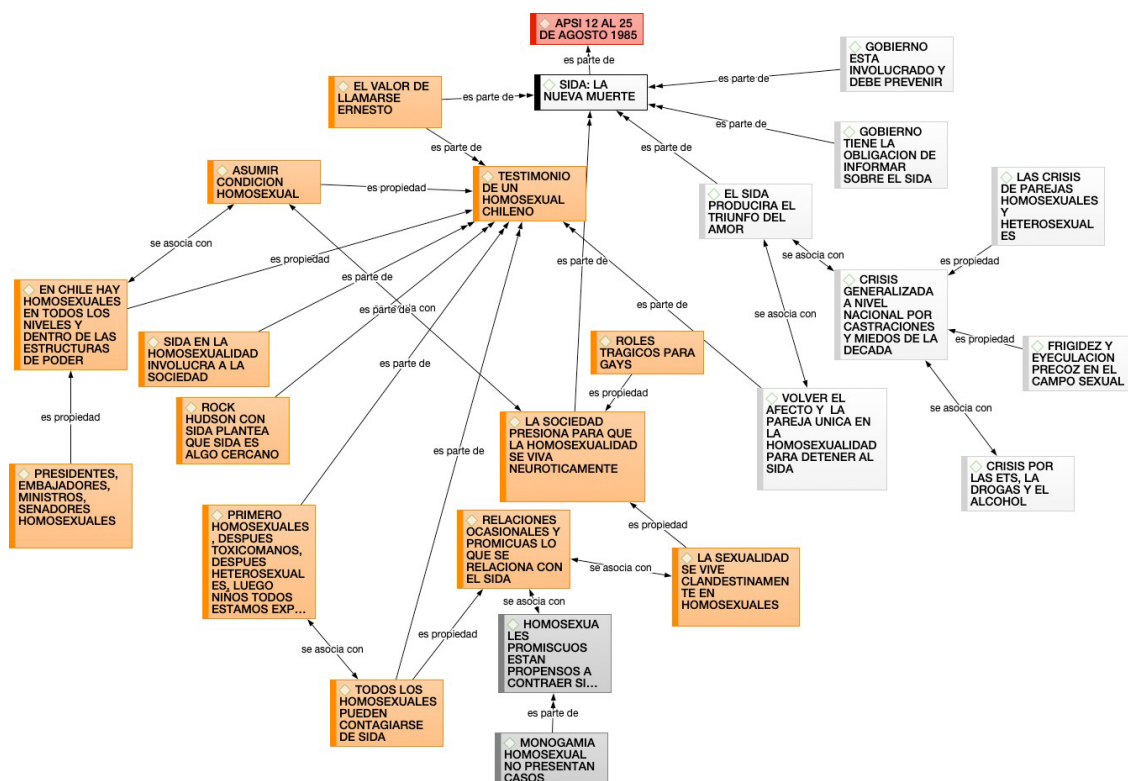 APSI 12 AL 25
DE AGOSTO 1985
es parte de
GOBIERNO
ESTA
INVOLUCRADO Y
DEBE PREVENIR
es parte de
SIDA: LA
NUEVA MUERTE
EL VALOR DE
LLAMARSE
ERNESTO
es parte de
es parte de
GOBIERNO
TIENE LA
OBLIGACION DE
INFORMAR
SOBRE EL SIDA
es parte de
es parte de
ASUMIR
CONDICION
HOMOSEXUAL
es propiedad
TESTIMONIO
DE UN
HOMOSEXUAL
CHILENO
EL SIDA
PRODUCIRA EL
TRIUNFO DEL
AMOR
LAS CRISIS
DE PAREJAS
HOMOSEXUALES
Y
HETEROSEXUAL
ES
se asocia con
es propiedad
es parte de
es parte de
se asocia con
es propiedad
EN CHILE HAY
HOMOSEXUALES
EN TODOS LOS
NIVELES Y
DENTRO DE LAS
ESTRUCTURAS
DE PODER
CRISIS
GENERALIZADA
A NIVEL
NACIONAL POR
CASTRACIONES
Y MIEDOS DE LA
DECADA
es parte de
es parte de
se asocia con
es propiedad
SIDA EN LA
HOMOSEXUALIDAD
INVOLUCRA A LA
SOCIEDAD
es parte de
ROLES
TRAGICOS PARA
GAYS
FRIGIDEZ Y
EYECULACION
PRECOZ EN EL
CAMPO SEXUAL
es propiedad
es propiedad
ROCK
HUDSON CON
SIDA PLANTEA
QUE SIDA ES
ALGO CERCANO
LA SOCIEDAD
PRESIONA PARA QUE
LA HOMOSEXUALIDAD
SE VIVA
NEUROTICAMENTE
VOLVER EL
AFECTO Y LA
PAREJA UNICA EN
LA
HOMOSEXUALIDAD
PARA DETENER AL
SIDA
se asocia con
es parte de
PRESIDENTES,
EMBAJADORES,
MINISTROS,
SENADORES
HOMOSEXUALES
CRISIS POR
LAS ETS, LA
DROGAS Y EL
ALCOHOL
PRIMERO
HOMOSEXUALES
, DESPUES
TOXICOMANOS,
DESPUES
HETEROSEXUAL
ES, LUEGO
NIÑOS TODOS
ESTAMOS EXP...
RELACIONES
OCASIONALES Y
PROMICUAS LO
QUE SE
RELACIONA CON
EL SIDA
es propiedad
se asocia con
LA SEXUALIDAD
SE VIVE
CLANDESTINAME
NTE EN
HOMOSEXUALES
se asocia con
es propiedad
se asocia con
HOMOSEXUA
LES
PROMISCUOS
ESTAN
PROPENSOS A
CONTRAER SI...
TODOS LOS
HOMOSEXUALES
PUEDEN
CONTAGIARSE
DE SIDA
es parte de
MONOGAMIA
HOMOSEXUAL
NO PRESENTAN
CASOS